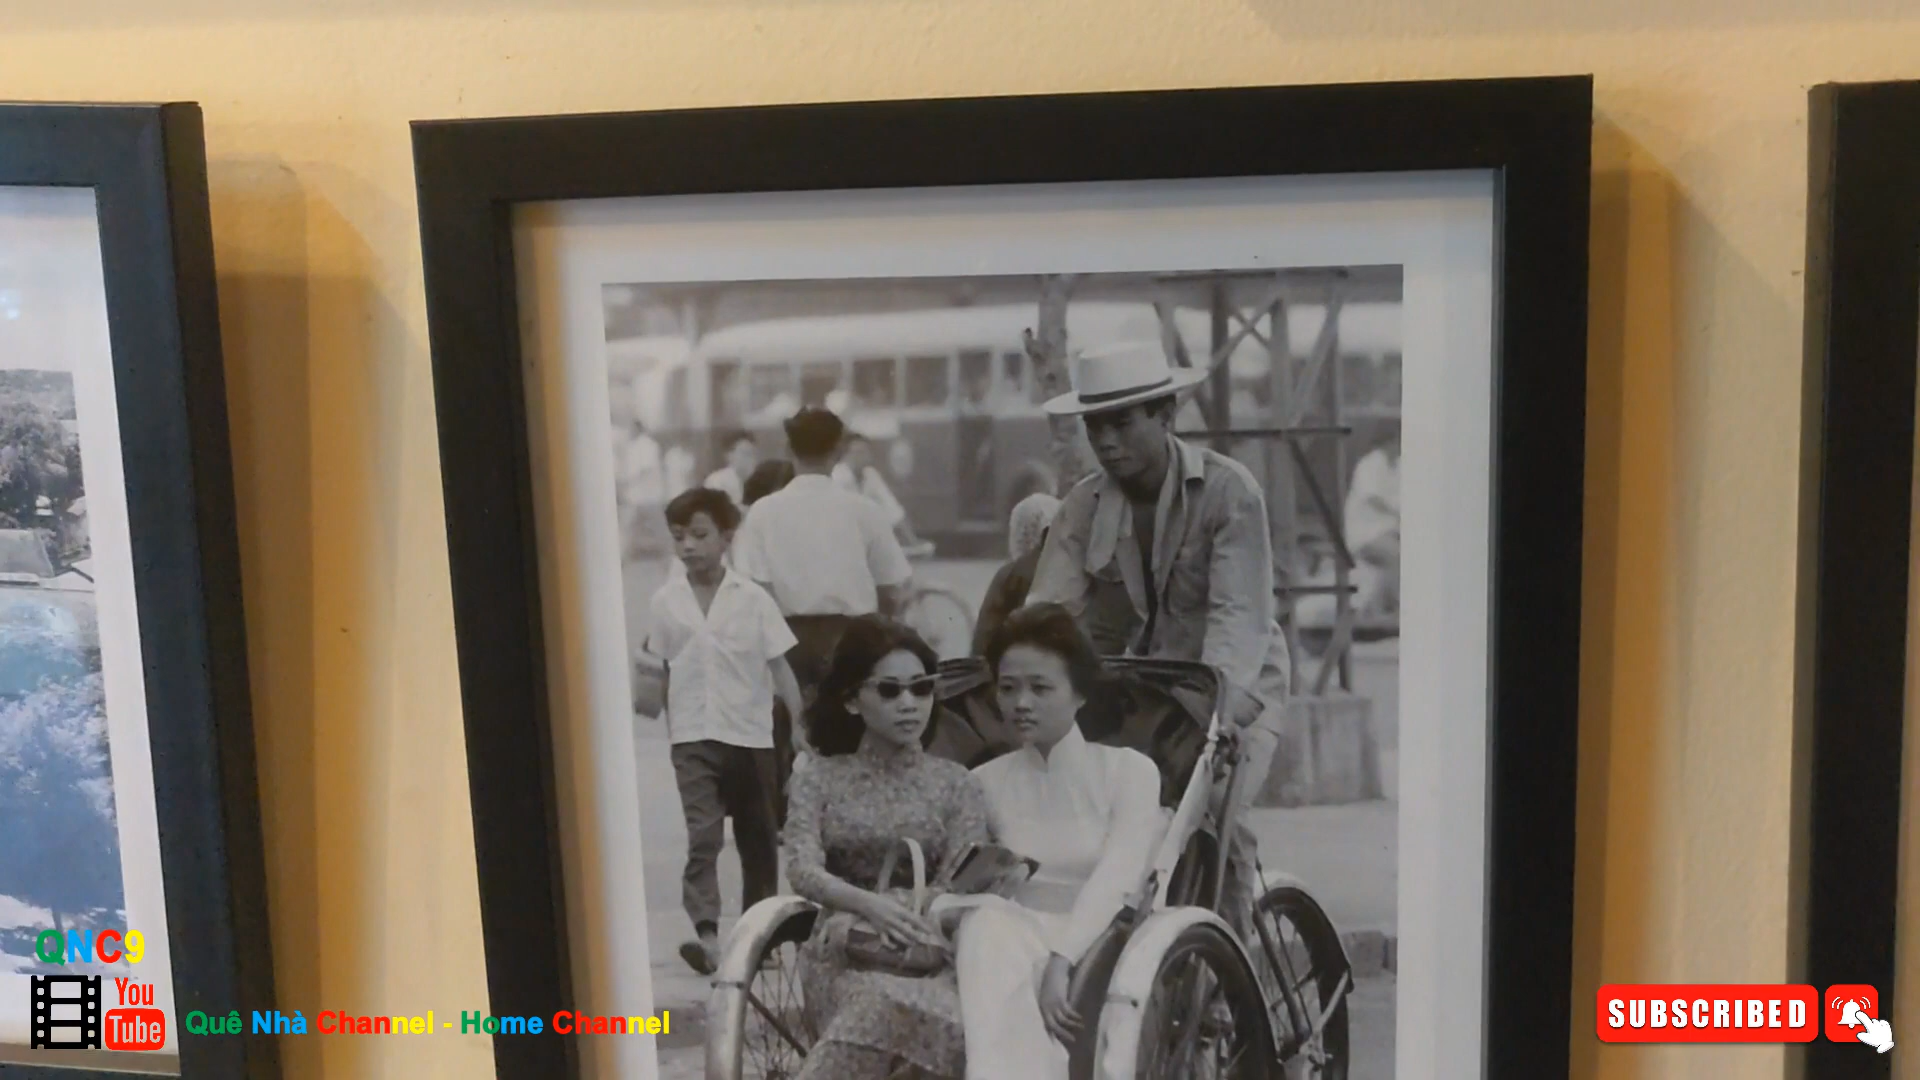 QNC9
You
Tube
Quê Nhà Channel - Home Channel
SUBSCRIBED